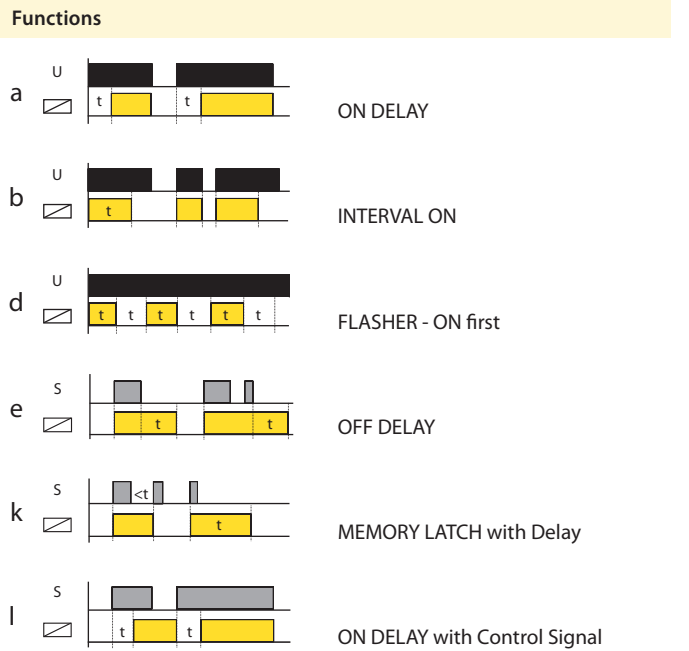 Functions
U
a
t
t
ON DELAY
U
b
t
INTERVAL ON
U
d
t t t t t t
FLASHER - ON first
S
e
t
t
OFF DELAY
S
<t
k
t
MEMORY LATCH with Delay
S
l
t
t
ON DELAY with Control Signal